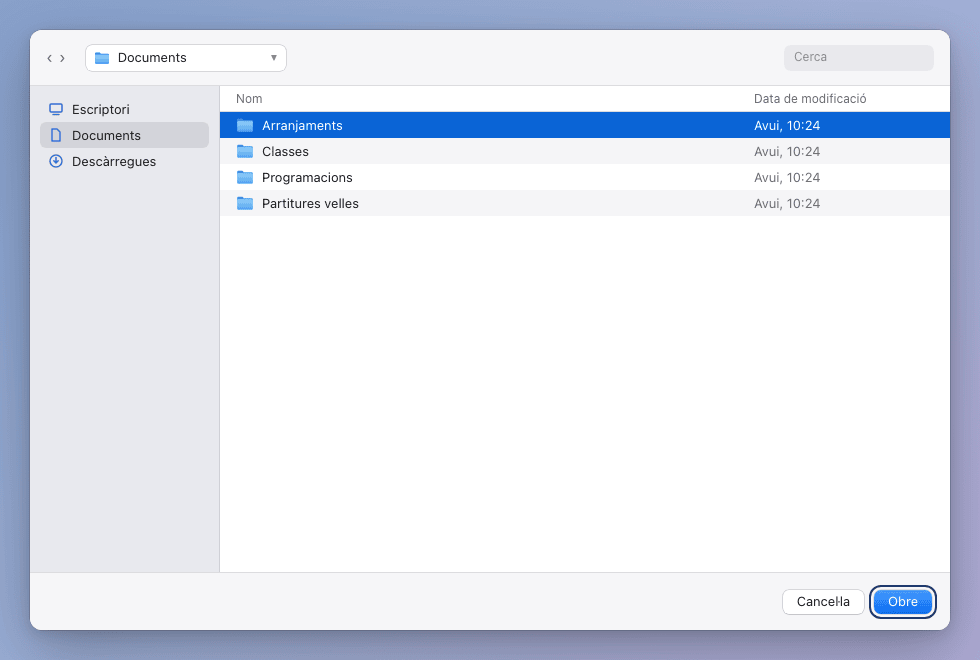 Documents
Cerca
Escriptori
Documents
Descàrregues
Nom Data de modificació
Arranjaments Avui, 10:24
Classes Avui, 10:24
Programacions Avui, 10:24
Partitures velles Avui, 10:24
Cancel·la Obre